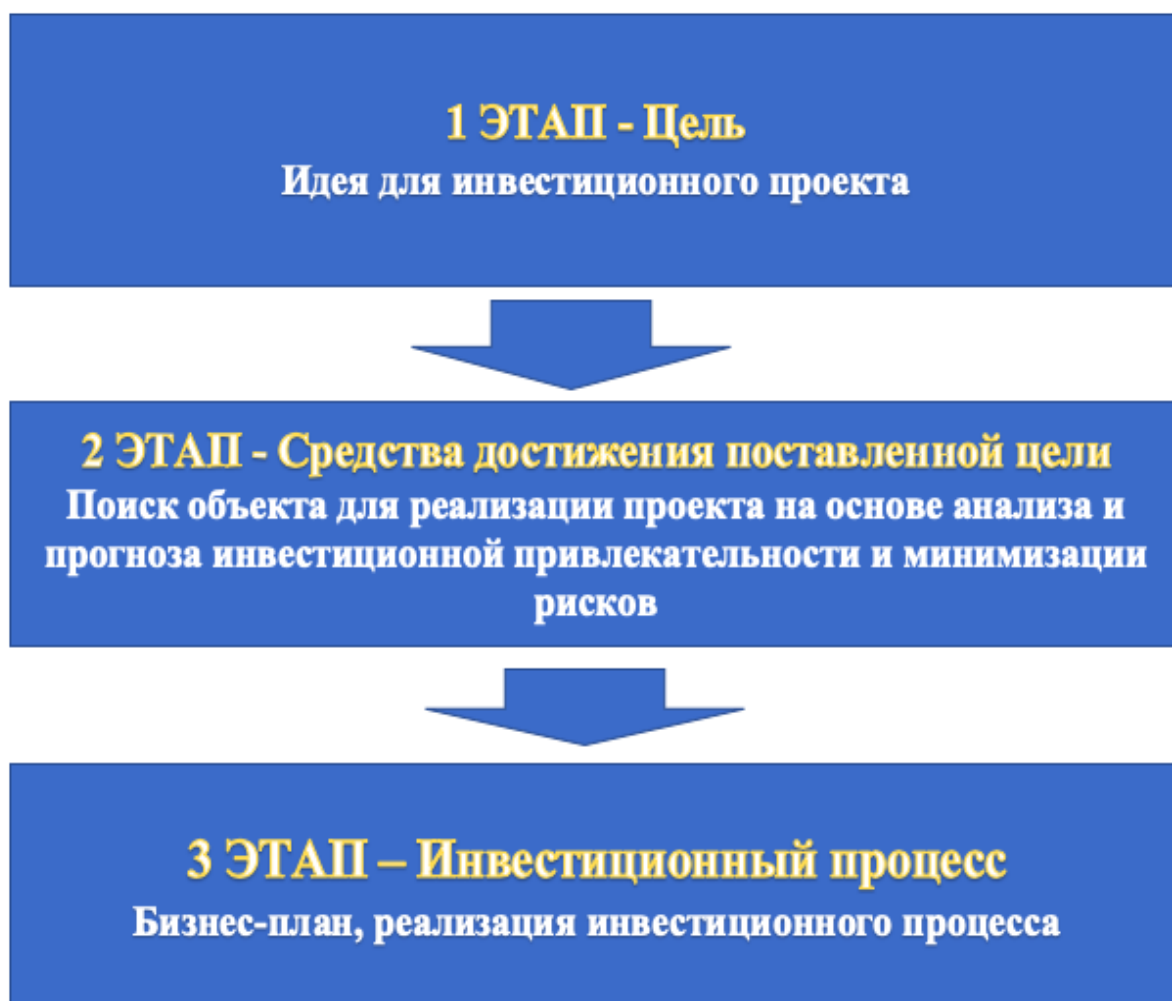 1 ЭТАП - Цель
Идея для инвестиционного проекта
2 ЭТАП - Средства достижения поставленной цели
Поиск объекта для реализации проекта на основе анализа и
прогноза инвестиционной привлекательности и минимизации
рисков
3 ЭТАП – Инвестиционный процесс
Бизнес-план, реализация инвестиционного процесса